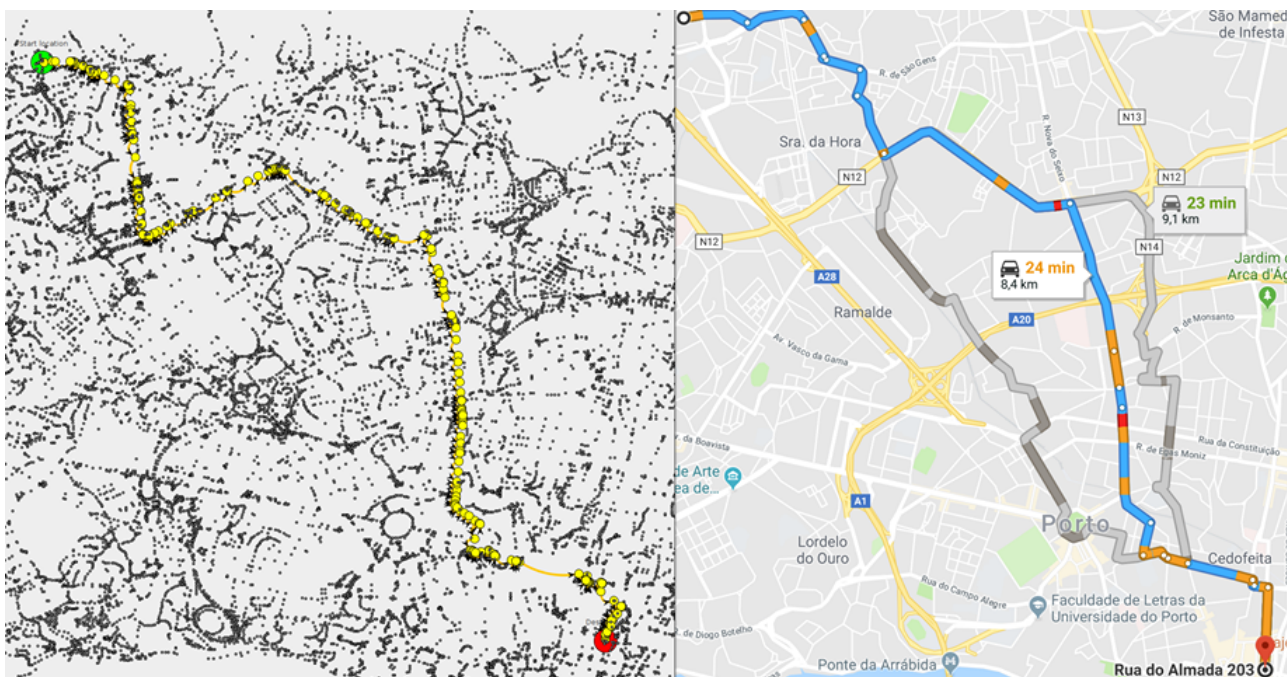 Start location
São Mamed
de Infesta
R. de São Gens
N13
R. Nova do Seixo
Sra. da Hora
N12
N12
23 min
9,1 km
N12
N14
24 min
8,4 km
Jardim d
Arca d'Ág
A28
Ramalde
A20
R. de Monsanto
Av. Vasco da Gama
r. da Boavista
Rua da Constituição
R. de Egas Moniz
de Arte
ea de...
A1
Porto
Lordelo
do Ouro
Cedofeita
Rua do Campo Alegre
Faculdade de Letras da
Universidade do Porto
R. de Diogo Botelho
Ponte da Arrábida
Rua do Almada 203